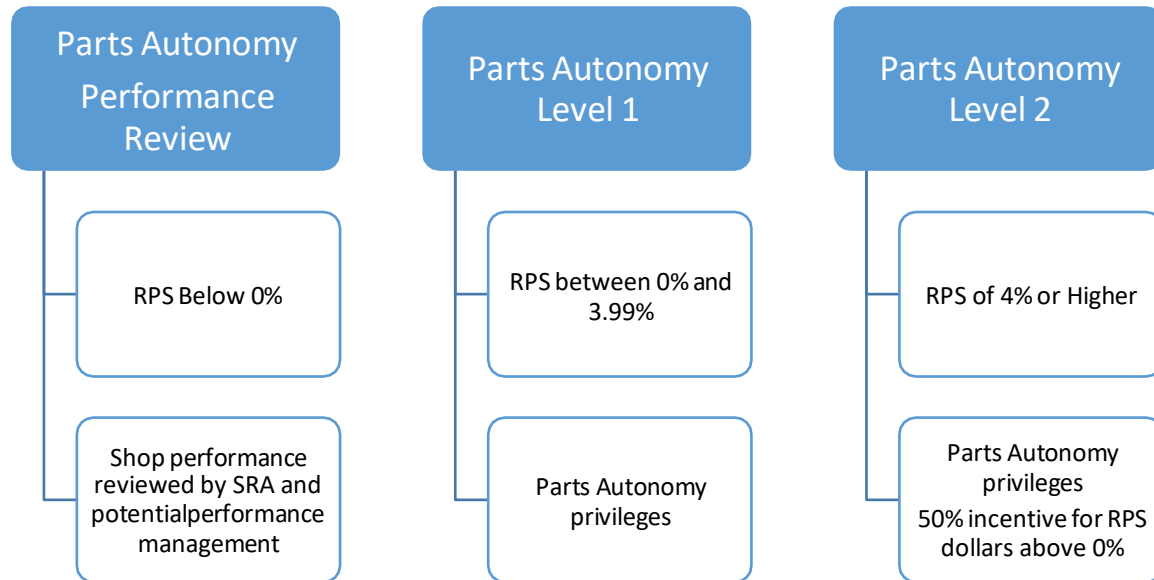 Parts Autonomy
Performance
Review
RPS Below 0%
Shop performance
reviewed by SRA and
potentialperformance
management
Parts Autonomy
Level 1
RPS between 0% and
3.99%
Parts Autonomy
privileges
Parts Autonomy
Level 2
RPS of 4% or Higher
Parts Autonomy
privileges
50% incentive for RPS
dollars above 0%